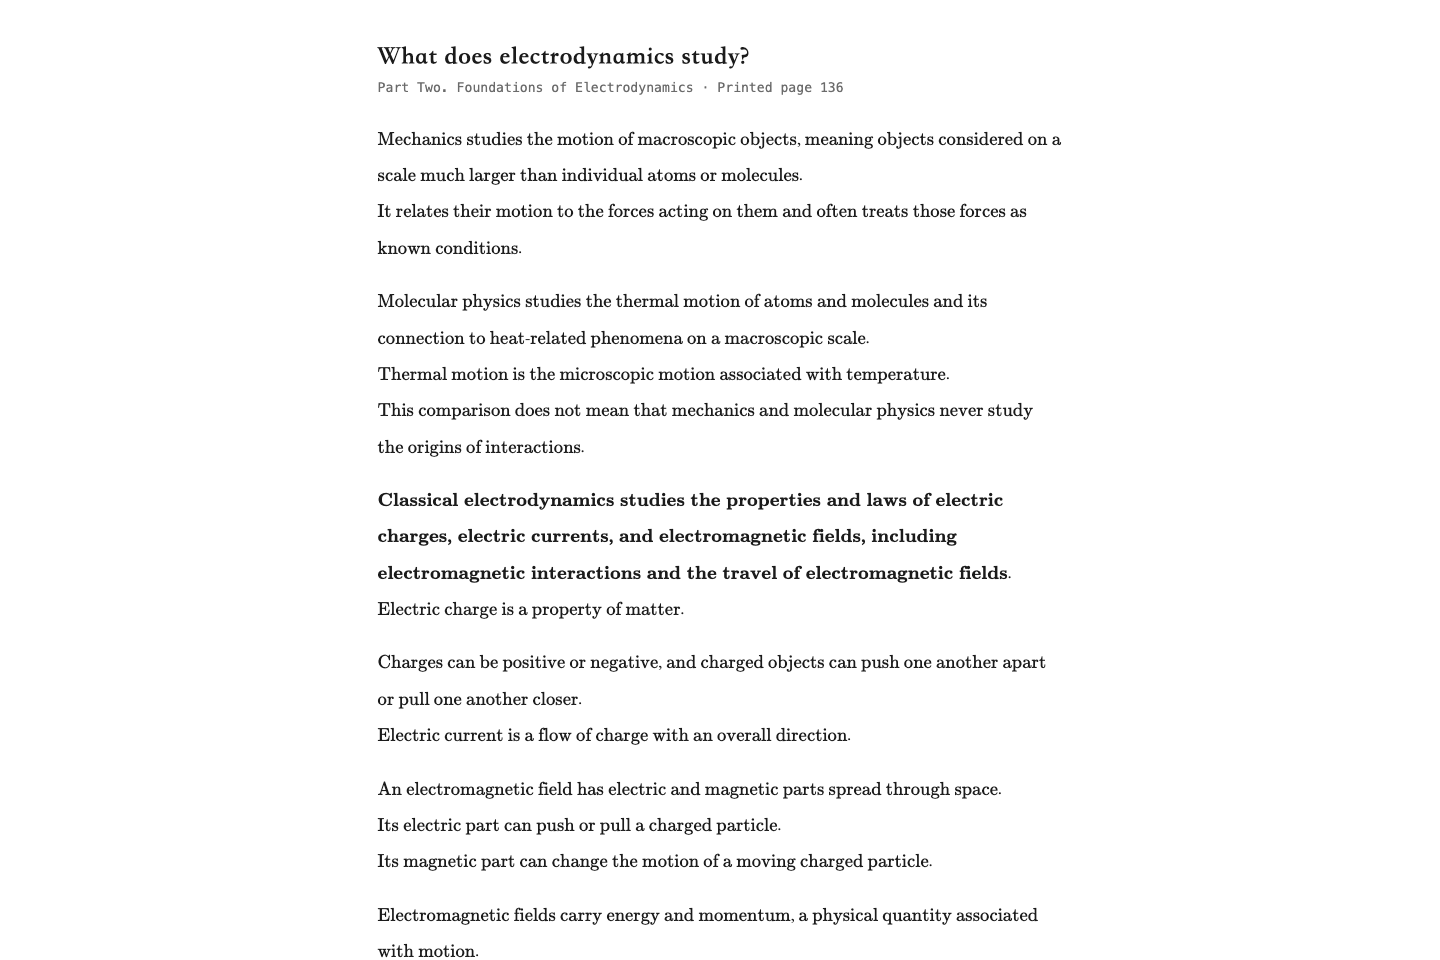 What does electrodynamics study?
Part Two. Foundations of Electrodynamics · Printed page 136
Mechanics studies the motion of macroscopic objects, meaning objects considered on a
scale much larger than individual atoms or molecules.
It relates their motion to the forces acting on them and often treats those forces as
known conditions.
Molecular physics studies the thermal motion of atoms and molecules and its
connection to heat-related phenomena on a macroscopic scale.
Thermal motion is the microscopic motion associated with temperature.
This comparison does not mean that mechanics and molecular physics never study
the origins of interactions.
Classical electrodynamics studies the properties and laws of electric
charges, electric currents, and electromagnetic fields, including
electromagnetic interactions and the travel of electromagnetic fields.
Electric charge is a property of matter.
Charges can be positive or negative, and charged objects can push one another apart
or pull one another closer.
Electric current is a flow of charge with an overall direction.
An electromagnetic field has electric and magnetic parts spread through space.
Its electric part can push or pull a charged particle.
Its magnetic part can change the motion of a moving charged particle.
Electromagnetic fields carry energy and momentum, a physical quantity associated
with motion.